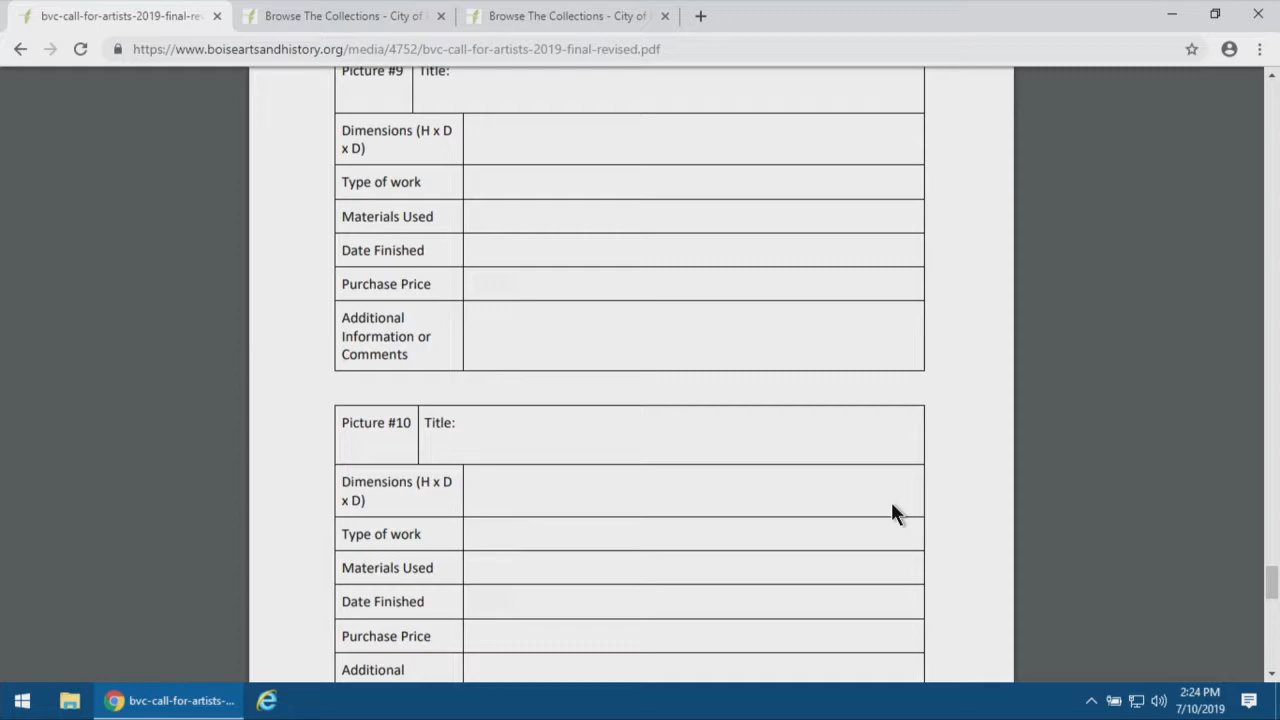 bvc-call-for-artists-2019-final-re
Browse The Collections - City of
Browse The Collections - City of
https://www.boiseartsandhistory.org/media/4752/bvc-call-for-artists-2019-final-revised.pdf
Picture #9 Title:
Dimensions (H x D
x D)
Type of work
Materials Used
Date Finished
Purchase Price
Additional
Information or
Comments
Picture #10 Title:
Dimensions (H x D
x D)
Type of work
Materials Used
Date Finished
Purchase Price
Additional
bvc-call-for-artists-...
2:24 PM
7/10/2019